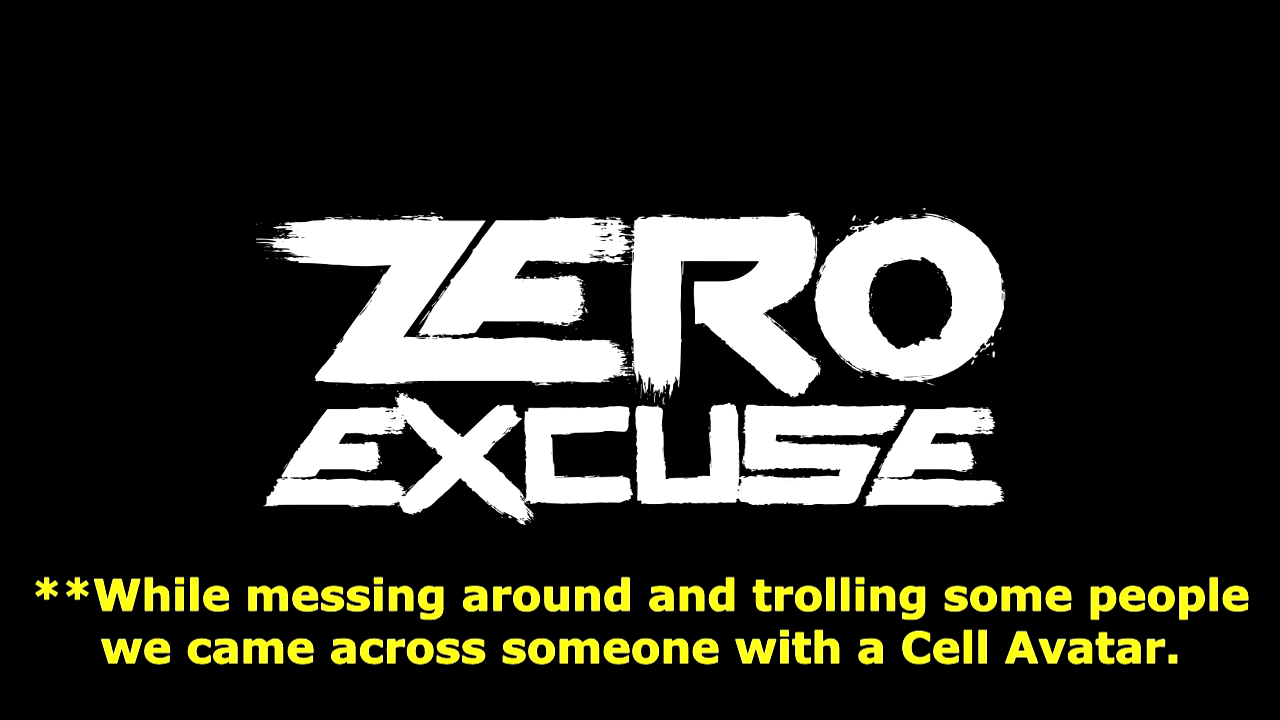 ZERO
EXCUSE
**While messing around and trolling some people
we came across someone with a Cell Avatar.